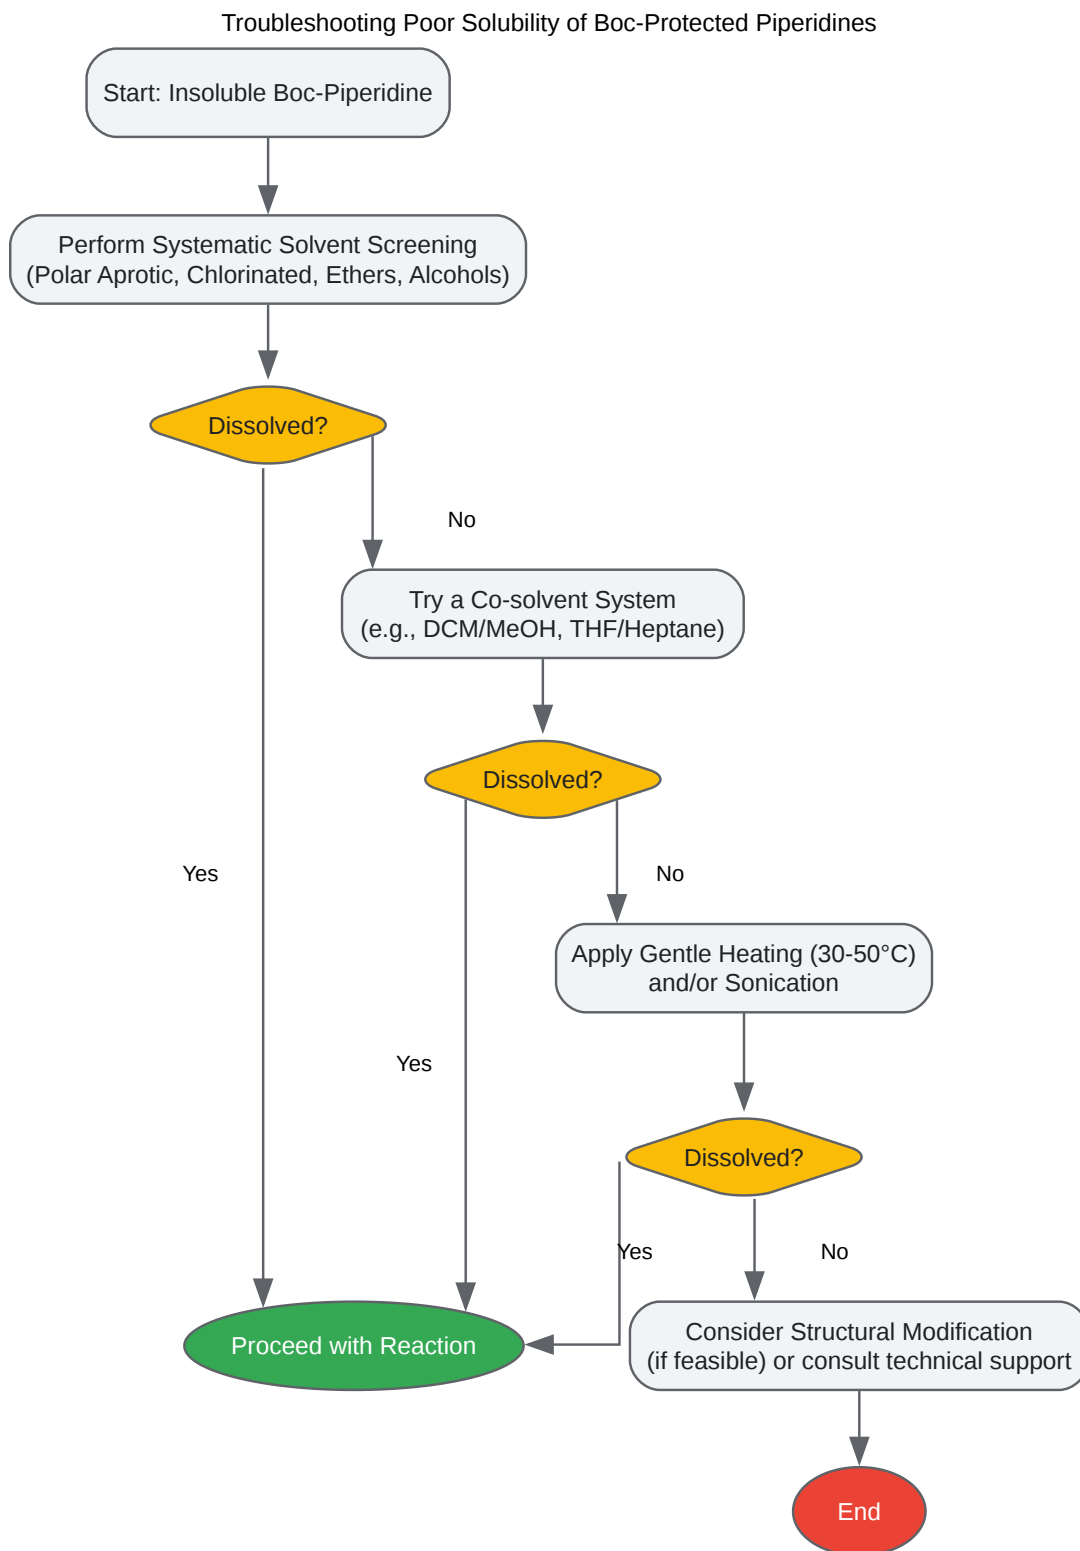 Troubleshooting Poor Solubility of Boc-Protected Piperidines
Start: Insoluble Boc-Piperidine
Perform Systematic Solvent Screening
(Polar Aprotic, Chlorinated, Ethers, Alcohols)
Dissolved?
No
Try a Co-solvent System
(e.g., DCM/MeOH, THF/Heptane)
Dissolved?
Yes
No
Apply Gentle Heating (30-50°C)
and/or Sonication
Yes
Dissolved?
Yes
No
Proceed with Reaction
Consider Structural Modification
(if feasible) or consult technical support
End